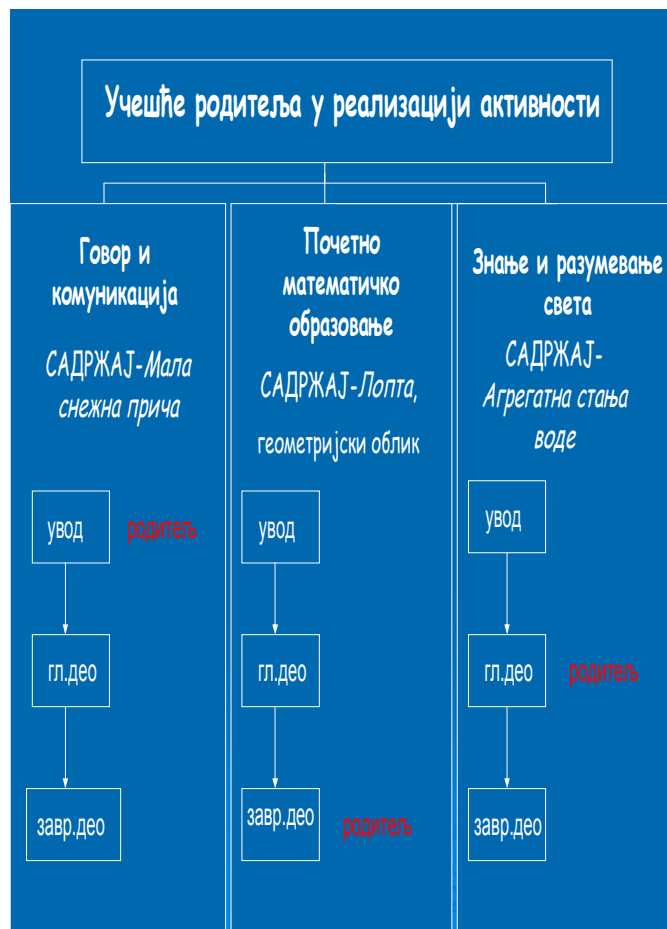 Учешће родитеља у реализацији активности
Говор и
комуникација
САДРЖАЈ-Мала
снежна прича
увод
родитељ
гл.део
завр.део
Почетно
математичко
образовање
САДРЖАЈ-Лопта,
геометријски облик
увод
гл.део
завр.део
родитељ
Знање и разумевање
света
САДРЖАЈ-
Агрегатна стања
воде
увод
гл.део
родитељ
завр.део